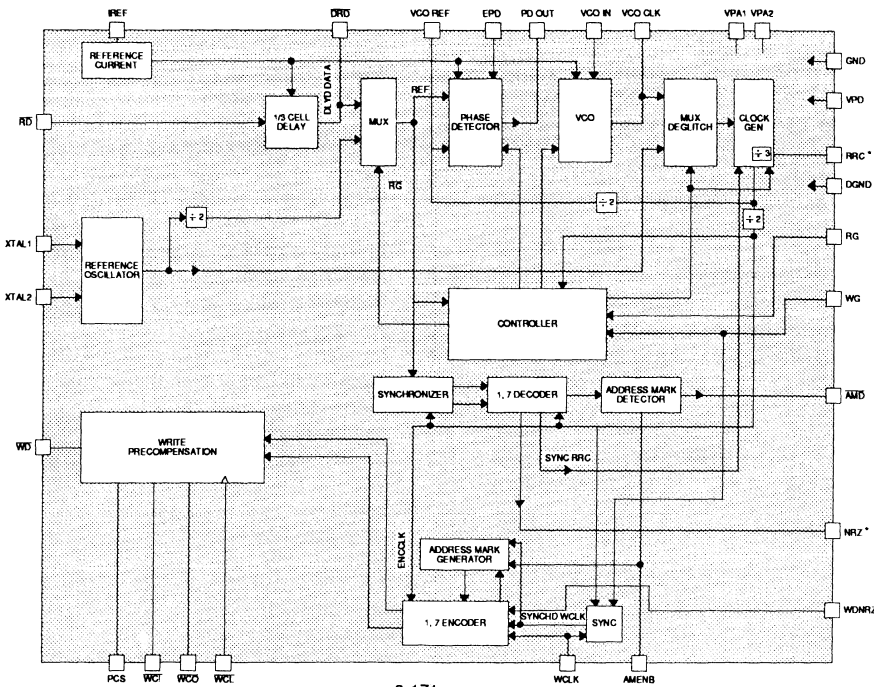 IREF
DRD
VCO REF
EPD
PD OUT
VCO IN
VCO CLK
VPA1
VPA2
REFERENCE
CURRENT
DLYD DATA
REF
GND
1/3 CELL
DELAY
MUX
PHASE
DETECTOR
VCO
MUX
DEGLITCH
CLOCK
GEN
VPD
RD
÷ 3
RRC *
RG
DGND
÷ 2
÷ 2
÷ 2
XTAL1
REFERENCE
OSCILLATOR
RG
XTAL2
CONTROLLER
WG
SYNCHRONIZER
1, 7 DECODER
ADDRESS MARK
DETECTOR
AMD
WD
WRITE
PRECOMPENSATION
SYNC RRC
ENCCLK
NRZ *
ADDRESS MARK
GENERATOR
1, 7 ENCODER
SYNCHD WCLK
SYNC
WDNRZ
PCS
WC1
WC0
WCL
WCLK
AMENB